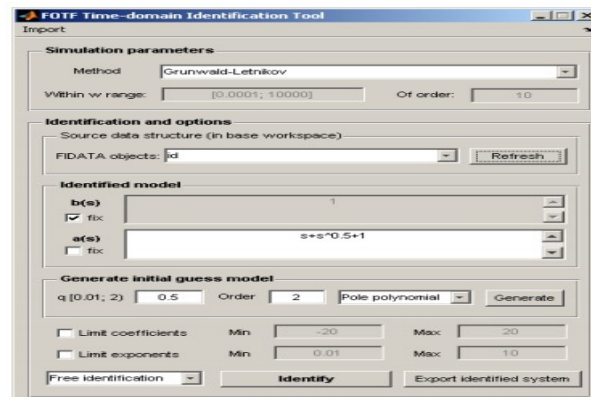 FOTF Time-domain Identification Tool
Import
Simulation parameters
Method Grunwald-Letnikov
Within w range: [0.0001; 10000] Of order: 10
Identification and options
Source data structure (in base workspace)
FIDATA objects: id Refresh
Identified model
b(s) 1
fix
a(s) s+s^0.5+1
fix
Generate initial guess model
q [0.01; 2) 0.5 Order 2 Pole polynomial Generate
Limit coefficients Min -20 Max 20
Limit exponents Min 0.01 Max 10
Free identification Identify Export identified system